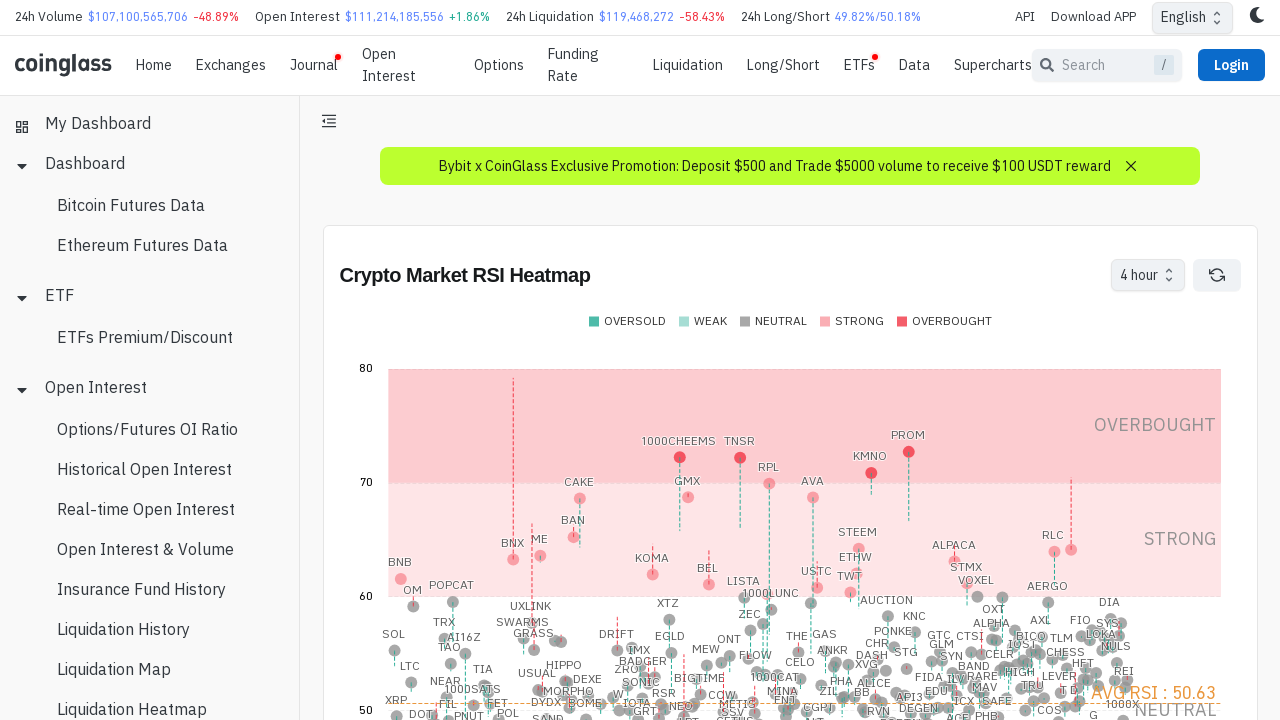 24h Volume $107,100,565,706 -48.89% Open Interest $111,214,185,556 +1.86% 24h Liquidation $119,468,272 -58.43% 24h Long/Short 49.82%/50.18% API Download APP English
coinglass Home Exchanges Journal Open Interest Options Funding Rate Liquidation Long/Short ETFs Data Supercharts Search / Login
My Dashboard
Dashboard
Bitcoin Futures Data
Ethereum Futures Data
ETF
ETFs Premium/Discount
Open Interest
Options/Futures OI Ratio
Historical Open Interest
Real-time Open Interest
Open Interest & Volume
Insurance Fund History
Liquidation History
Liquidation Map
Liquidation Heatmap
Bybit x CoinGlass Exclusive Promotion: Deposit $500 and Trade $5000 volume to receive $100 USDT reward
Crypto Market RSI Heatmap 4 hour
OVERSOLD WEAK NEUTRAL STRONG OVERBOUGHT
80
OVERBOUGHT
PROM
1000CHEEMS TNSR
KMNO
RPL
70
CAKE GMX AVA
BAN
STEEM
STRONG
BNX ME RLC
ALPACA
KOMA ETHW
BNB BEL USTC TWT STMX
OM POPCAT LISTA VOXEL AERGO
1000LUNC
60
UXLINK XTZ AUCTION DIA
TRX SWARMS ZEC KNC OXT AXL FIO SYS
SOL AI16Z GRASS DRIFT EGLD ONT THE GAS PONKE GTC CTSI ALPHA BICO TLM LOKA
TAO IMX MEW FLOW ANKR CHR GLM IOST CHESS NULS
LTC HIPPO BADGER CELO DASH STG SYN CELR HFT
NEAR TIA USUAL DEXE ZRO SONIC BIGTIME 1000CAT XVG FIDA BAND RARE HIGH LEVER REI
1000SATS MORPHO RSR MINA PHA ALICE ILV MAV TRU
AVG RSI : 50.63
XRP FIL FET DYDX BOME W IOTA COW ZIL BB API3 EDU ICX SAFE 1000X
50
DOT PNUT POL GRT NEO METIS CGPT RVN DEGEN PHB COS G
NEUTRAL
SAND SSV ACE